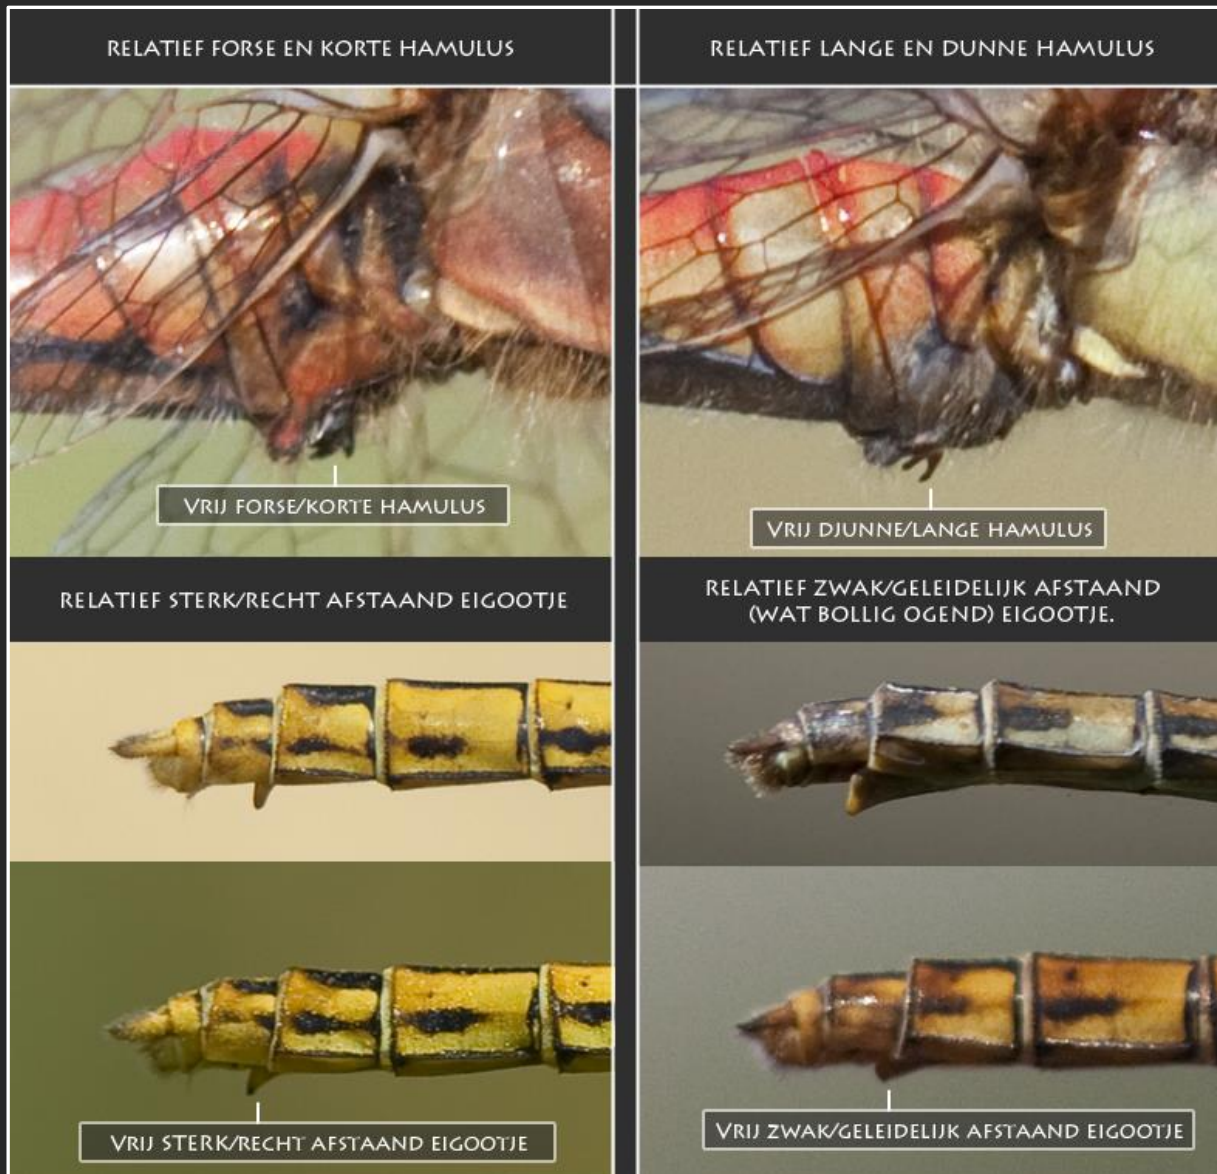 RELATIEF FORSE EN KORTE HAMULUS
RELATIEF LANGE EN DUNNE HAMULUS
VRIJ FORSE/KORTE HAMULUS
VRIJ DJUNNE/LANGE HAMULUS
RELATIEF STERK/RECHT AFSTAAND EIGOOTJE
RELATIEF ZWAK/GELEIDELIJK AFSTAAND
(WAT BOLLIG OGEND) EIGOOTJE.
VRIJ STERK/RECHT AFSTAAND EIGOOTJE
VRIJ ZWAK/GELEIDELIJK AFSTAAND EIGOOTJE